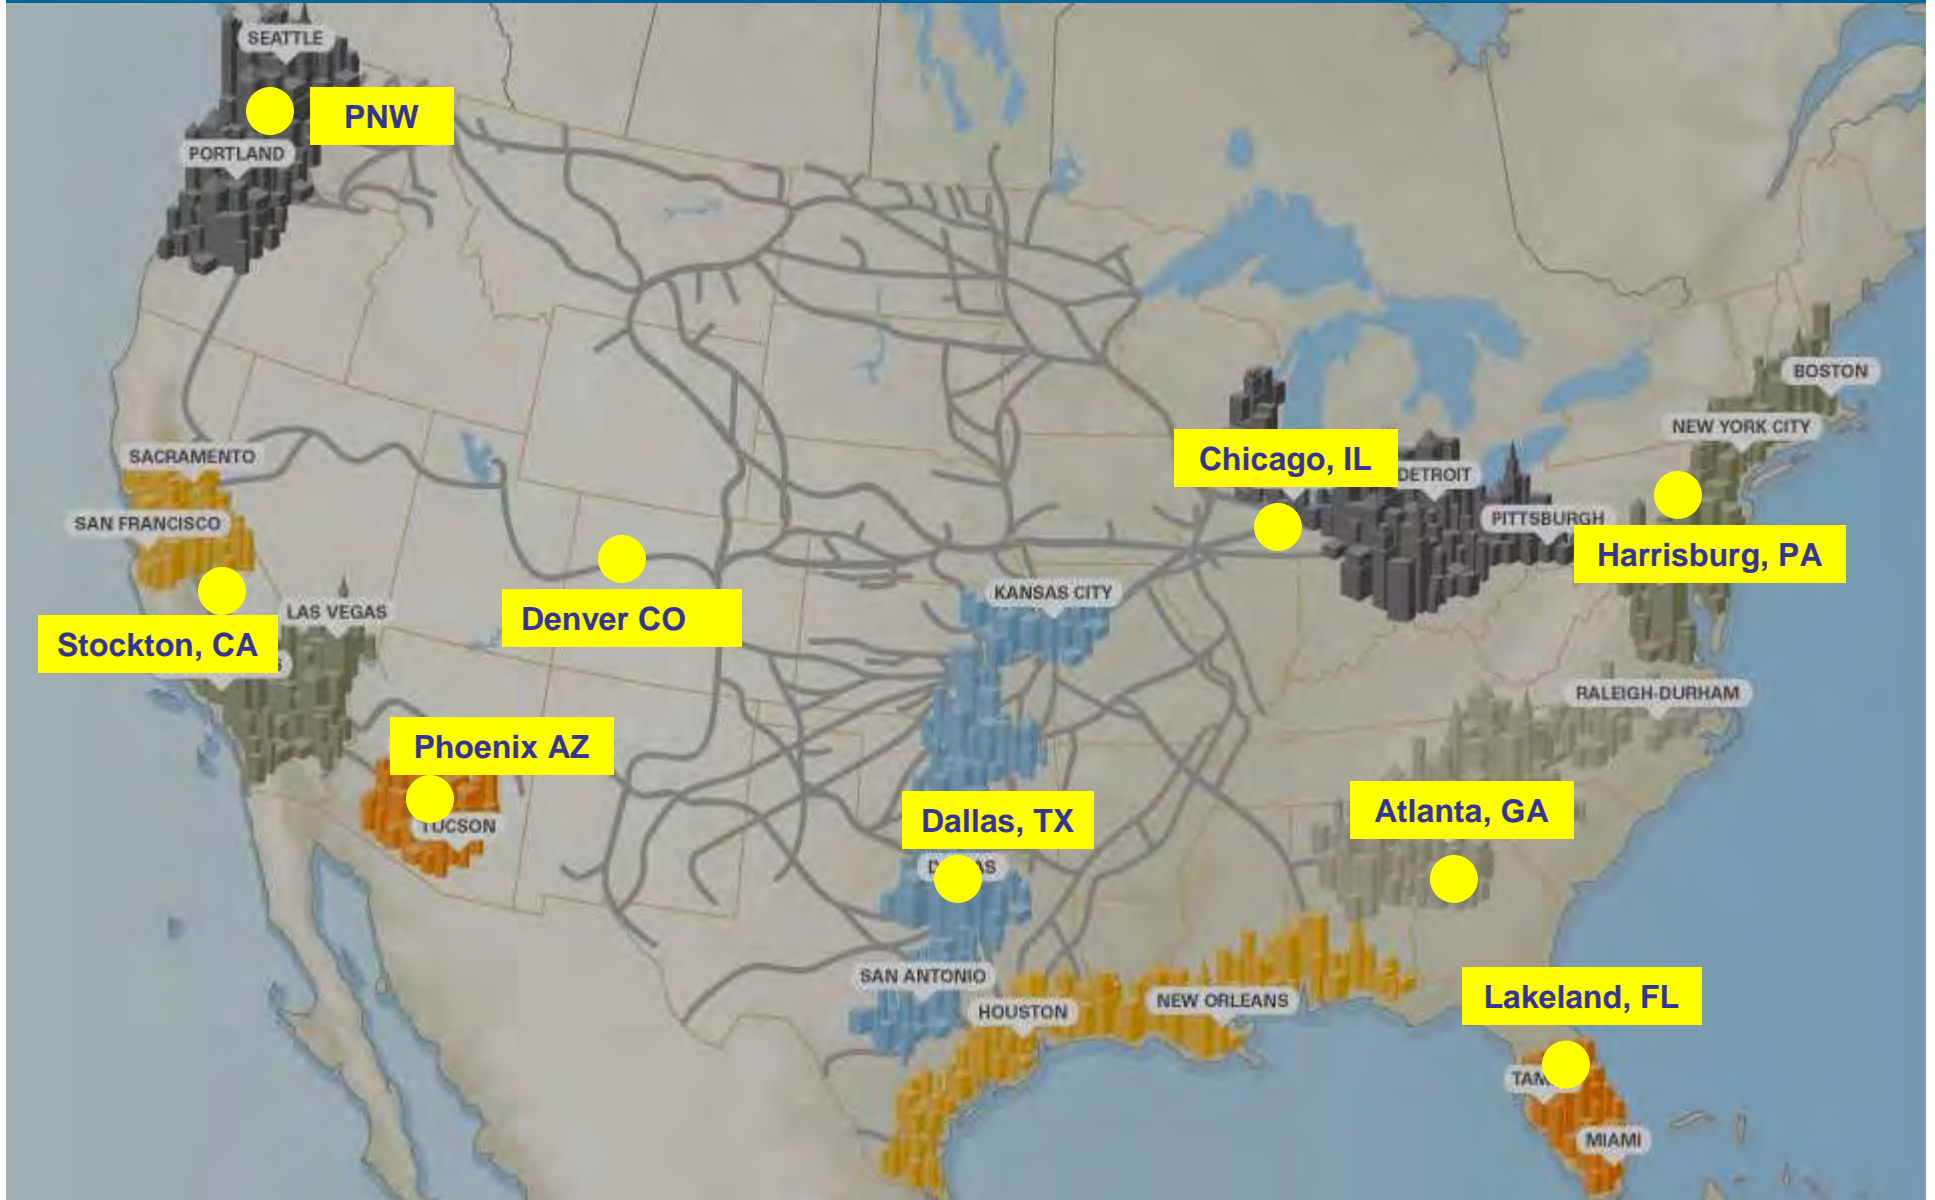 SEATTLE
PNW
PORTLAND
BOSTON
NEW YORK CITY
SACRAMENTO
Chicago, IL
DETROIT
SAN FRANCISCO
PITTSBURGH
Harrisburg, PA
KANSAS CITY
LAS VEGAS
Denver CO
Stockton, CA
RALEIGH-DURHAM
Phoenix AZ
TUCSON
Dallas, TX
Atlanta, GA
SAN ANTONIO
HOUSTON
NEW ORLEANS
Lakeland, FL
MIAMI